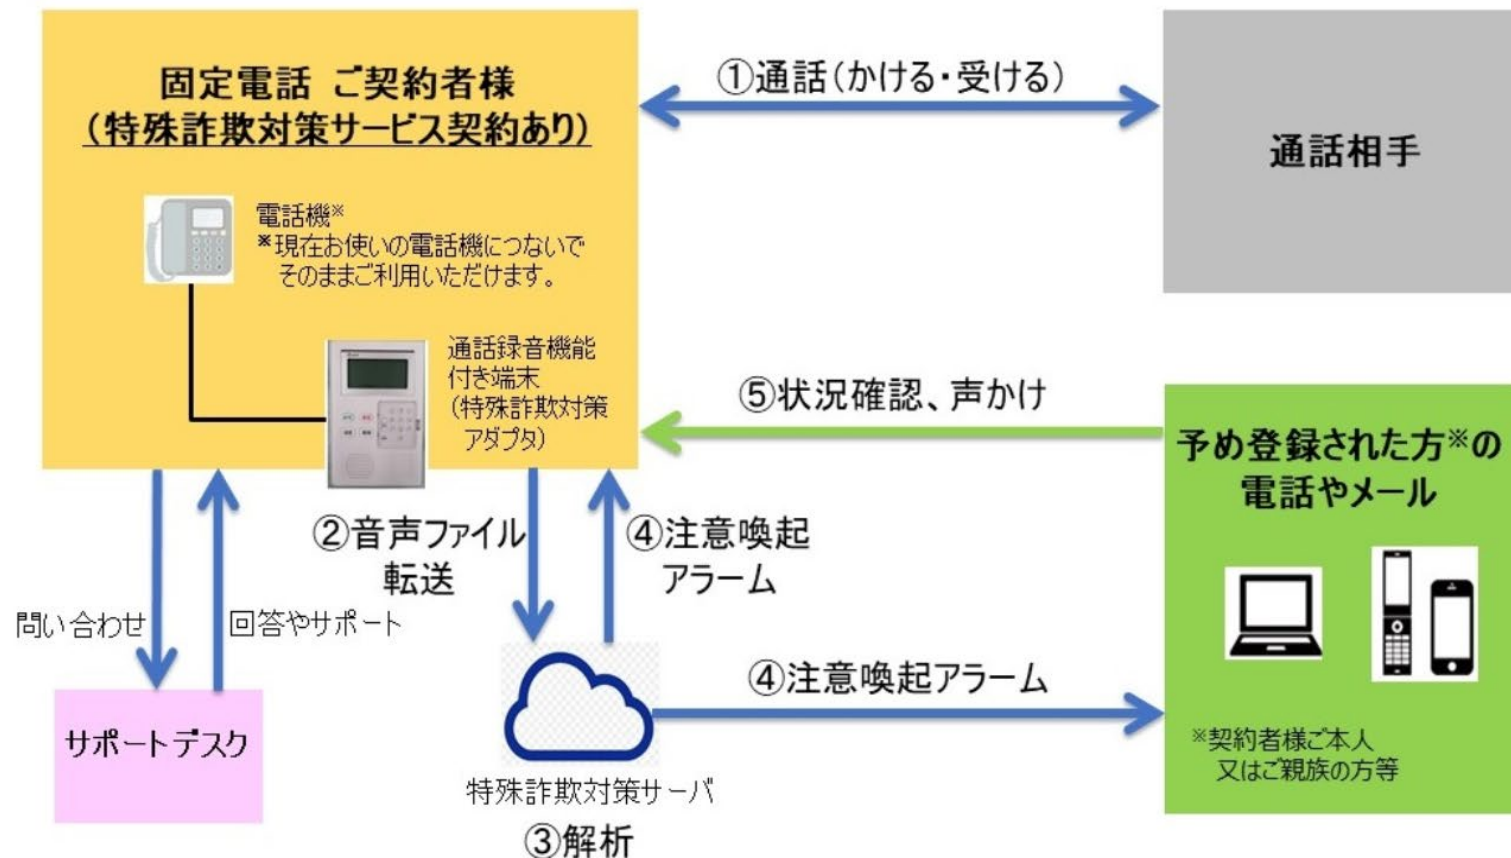 固定電話 ご契約者様
（特殊詐欺対策サービス契約あり）
電話機※
※現在お使いの電話機につないで
そのままご利用いただけます。
通話録音機能
付き端末
（特殊詐欺対策
アダプタ）
①通話（かける・受ける）
通話相手
⑤状況確認、声かけ
予め登録された方※の
電話やメール
※契約者様ご本人
又はご親族の方等
②音声ファイル
転送
④注意喚起
アラーム
問い合わせ
回答やサポート
サポートデスク
④注意喚起アラーム
特殊詐欺対策サーバ
③解析